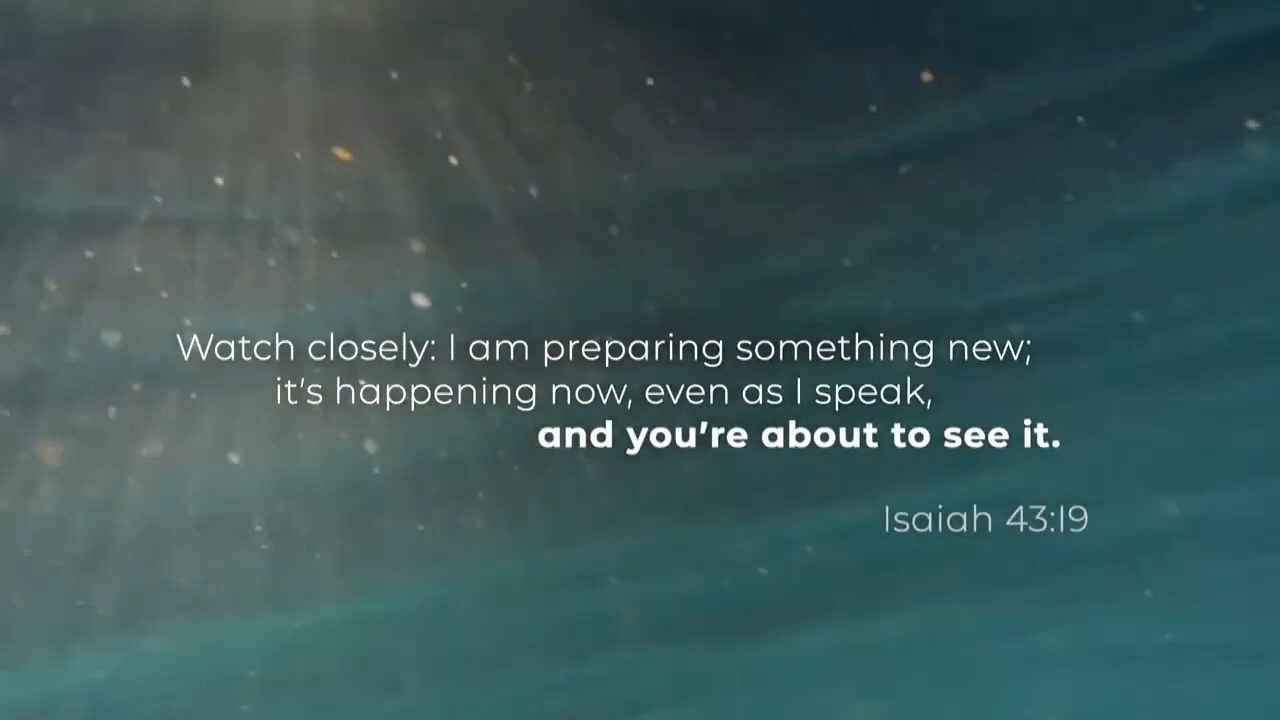 Watch closely: I am preparing something new;
it's happening now, even as I speak,
and you're about to see it.
Isaiah 43:19